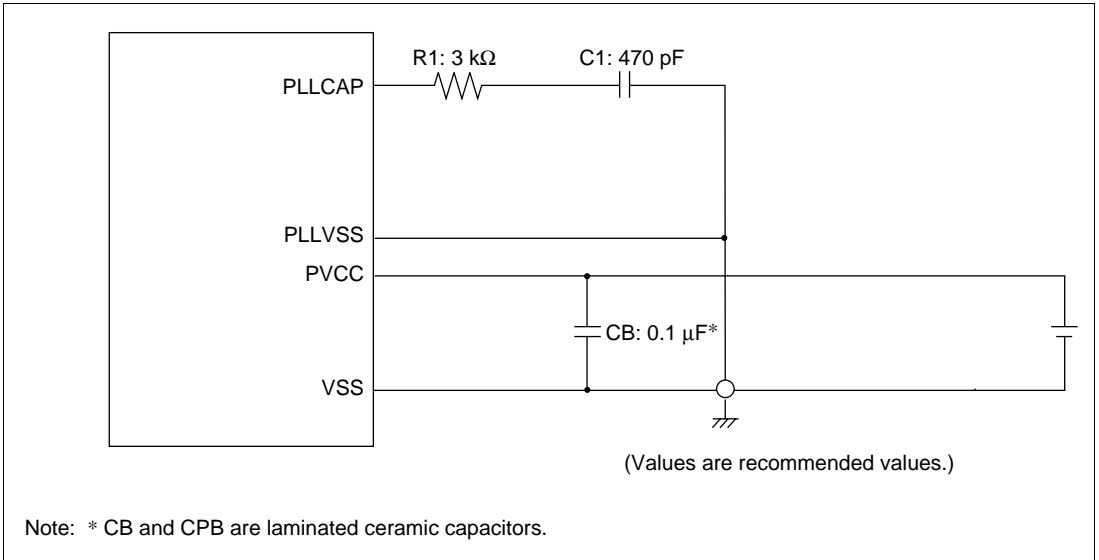 R1: 3 kΩ
C1: 470 pF
PLLCAP
PLLVSS
PVCC
CB: 0.1 μF*
VSS
(Values are recommended values.)
Note: * CB and CPB are laminated ceramic capacitors.